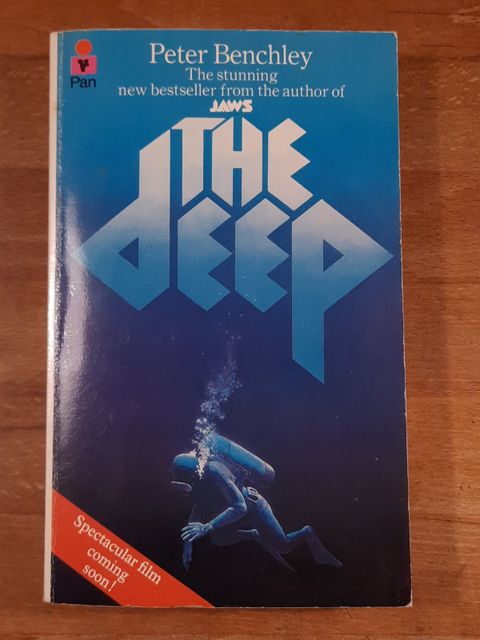 Pan
Peter Benchley
The stunning
new bestseller from the author of
JAWS
THE
DEEP
Spectacular film
coming
soon!